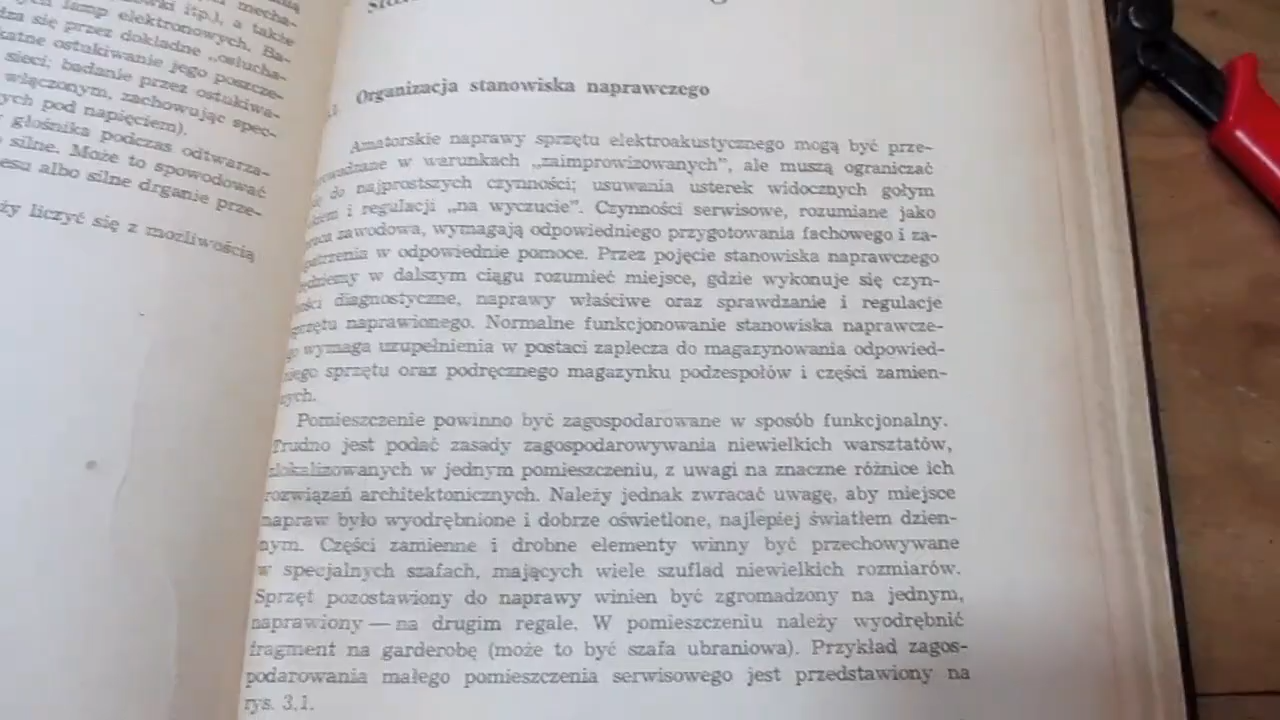 mecha-
itp.), a także
lamp elektronowych. Ba-
się przez dokładne „osłucha-
ostukiwanie jego poszcze-
sieci; badanie przez ostukiwa-
włączonym, zachowując spec-
pod napięciem).
głośnika podczas odtwarza-
silne. Może to spowodować
albo silne drganie prze-
liczyć się z możliwością
Organizacja stanowiska naprawczego
Amatorskie naprawy sprzętu elektroakustycznego mogą być prze-
w warunkach „zaimprowizowanych”, ale muszą ograniczać
do najprostszych czynności; usuwania usterek widocznych gołym
i regulacji „na wyczucie”. Czynności serwisowe, rozumiane jako
zawodowa, wymagają odpowiedniego przygotowania fachowego i za-
w odpowiednie pomoce. Przez pojęcie stanowiska naprawczego
w dalszym ciągu rozumieć miejsce, gdzie wykonuje się czyn-
diagnostyczne, naprawy właściwe oraz sprawdzanie i regulacje
naprawionego. Normalne funkcjonowanie stanowiska naprawcze-
wymaga uzupełnienia w postaci zaplecza do magazynowania odpowied-
sprzętu oraz podręcznego magazynku podzespołów i części zamien-
nych.
Pomieszczenie powinno być zagospodarowane w sposób funkcjonalny.
Trudno jest podać zasady zagospodarowywania niewielkich warsztatów,
zlokalizowanych w jednym pomieszczeniu, z uwagi na znaczne różnice ich
rozwiązań architektonicznych. Należy jednak zwracać uwagę, aby miejsce
napraw było wyodrębnione i dobrze oświetlone, najlepiej światłem dzien-
nym. Części zamienne i drobne elementy winny być przechowywane
w specjalnych szafach, mających wiele szuflad niewielkich rozmiarów.
Sprzęt pozostawiony do naprawy winien być zgromadzony na jednym,
naprawiony — na drugim regale. W pomieszczeniu należy wyodrębnić
fragment na garderobę (może to być szafa ubraniowa). Przykład zagos-
podarowania małego pomieszczenia serwisowego jest przedstawiony na
rys. 3.1.